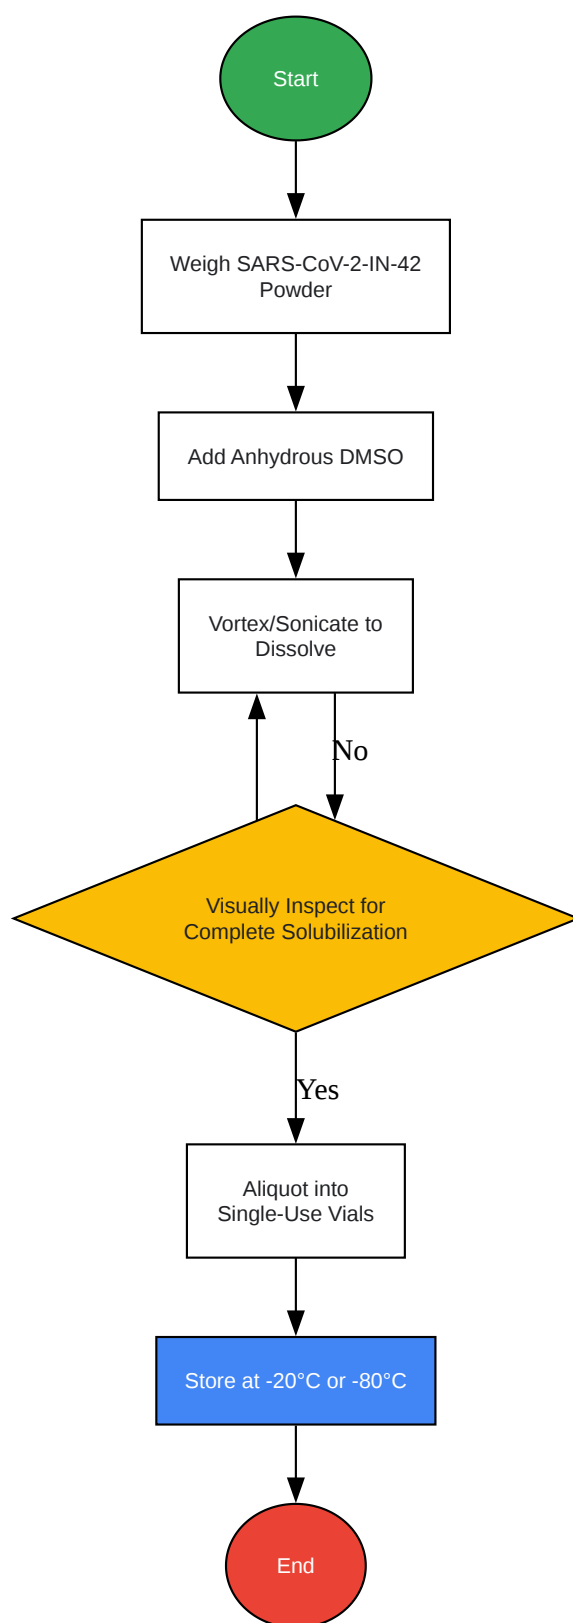 Start
Weigh SARS-CoV-2-IN-42
Powder
Add Anhydrous DMSO
Vortex/Sonicate to
Dissolve
No
Visually Inspect for
Complete Solubilization
Yes
Aliquot into
Single-Use Vials
Store at -20°C or -80°C
End